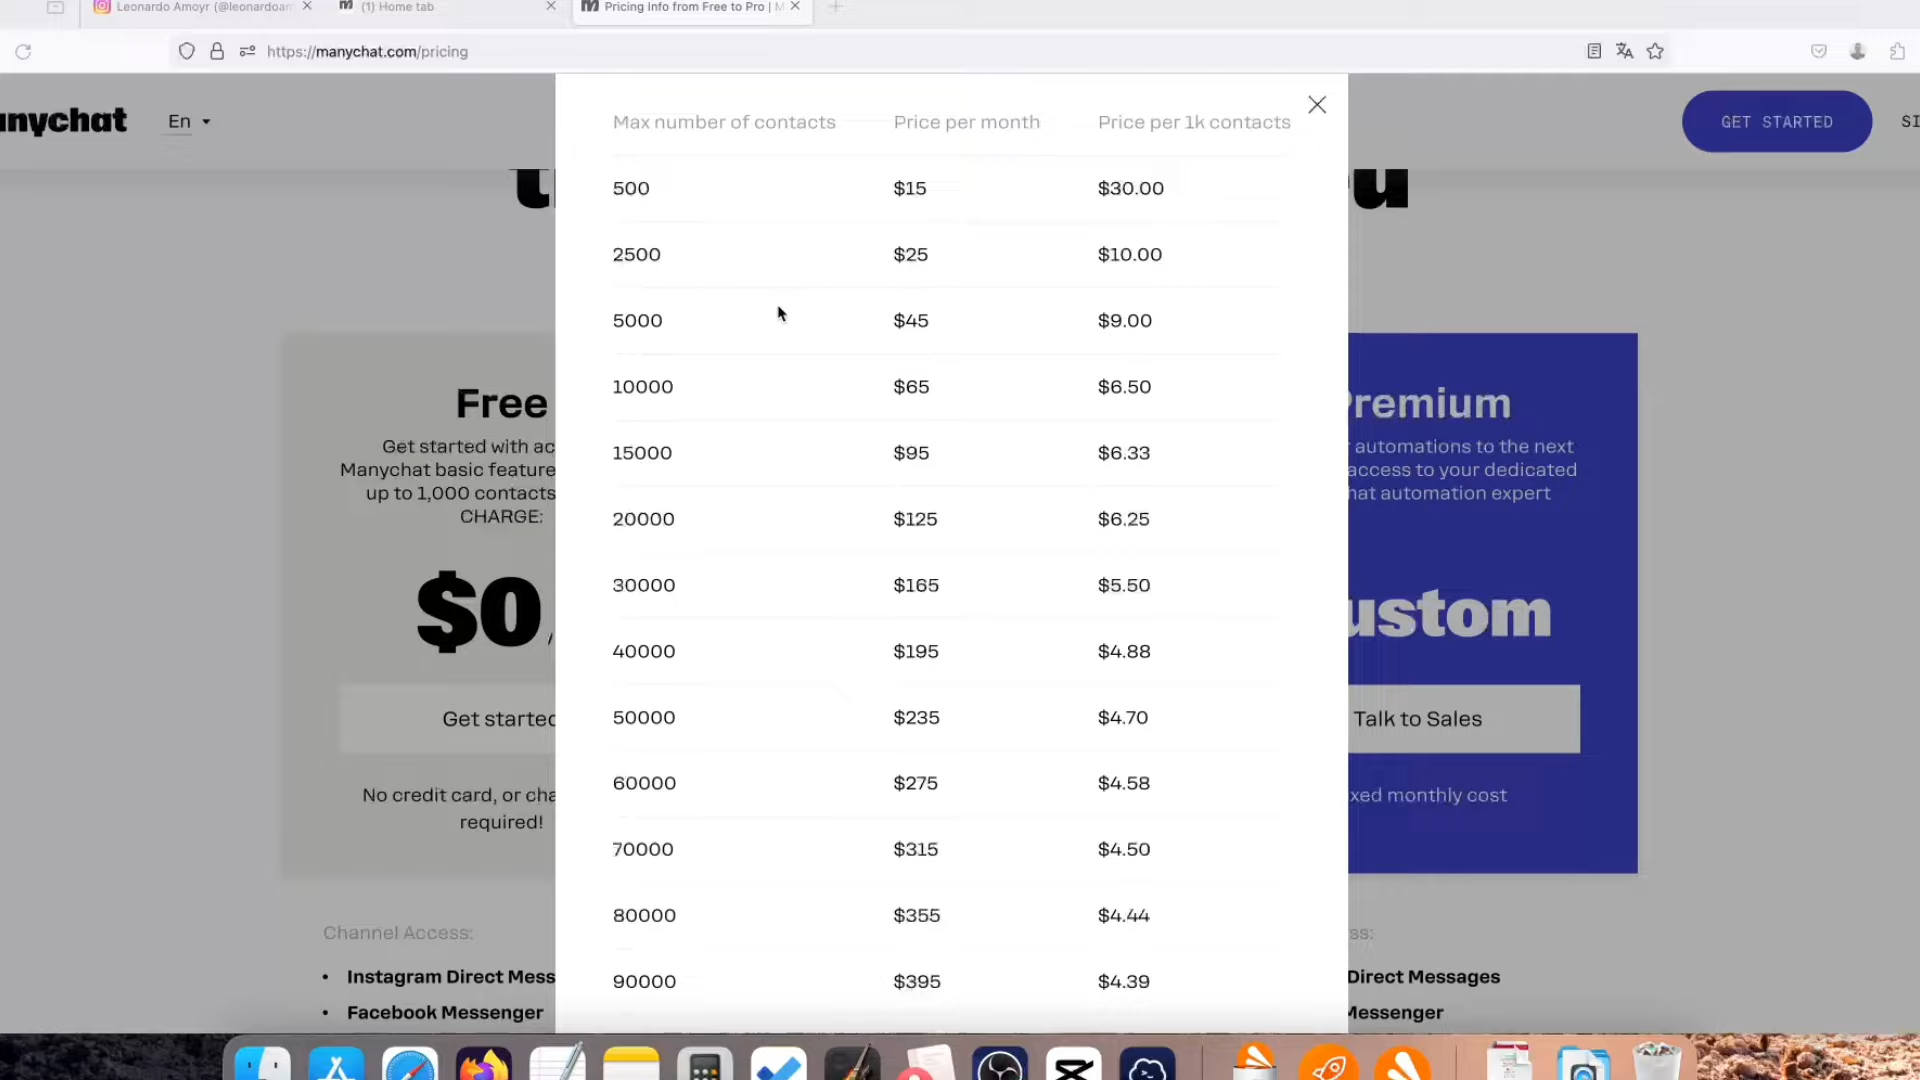 Leonardo Amoyr (@leonardoam
(1) Home tab
Pricing info from Free to Pro | M
https://manychat.com/pricing
anychat
En
GET STARTED
SI
Max number of contacts Price per month Price per 1k contacts
500 $15 $30.00
2500 $25 $10.00
5000 $45 $9.00
10000 $65 $6.50
15000 $95 $6.33
20000 $125 $6.25
30000 $165 $5.50
40000 $195 $4.88
50000 $235 $4.70
60000 $275 $4.58
70000 $315 $4.50
80000 $355 $4.44
90000 $395 $4.39
Free
Get started with ac
Manychat basic feature
up to 1,000 contacts
CHARGE:
$0/
Get started
No credit card, or cha
required!
Channel Access:
• Instagram Direct Mess
• Facebook Messenger
Premium
automations to the next
access to your dedicated
hat automation expert
ustom
Talk to Sales
xed monthly cost
ss:
Direct Messages
Messenger